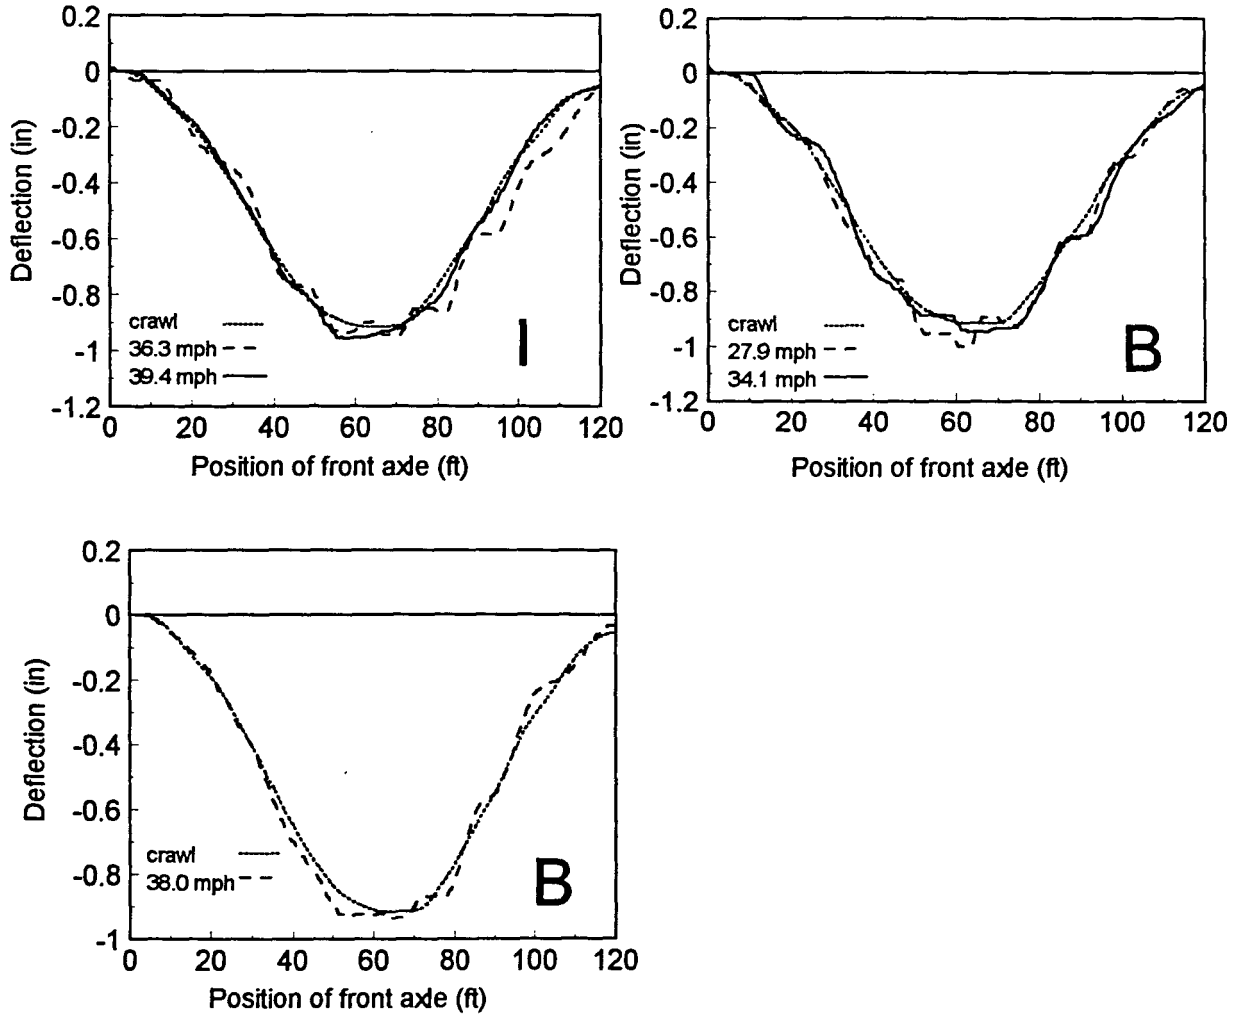 0.2
0
-0.2
-0.4
-0.6
-0.8
-1
-1.2
Deflection (in)
crawl
36.3 mph
39.4 mph
I
0 20 40 60 80 100 120
Position of front axle (ft)
0.2
0
-0.2
-0.4
-0.6
-0.8
-1
-1.2
Deflection (in)
crawl
27.9 mph
34.1 mph
B
0 20 40 60 80 100 120
Position of front axle (ft)
0.2
0
-0.2
-0.4
-0.6
-0.8
-1
Deflection (in)
crawl
38.0 mph
B
0 20 40 60 80 100 120
Position of front axle (ft)